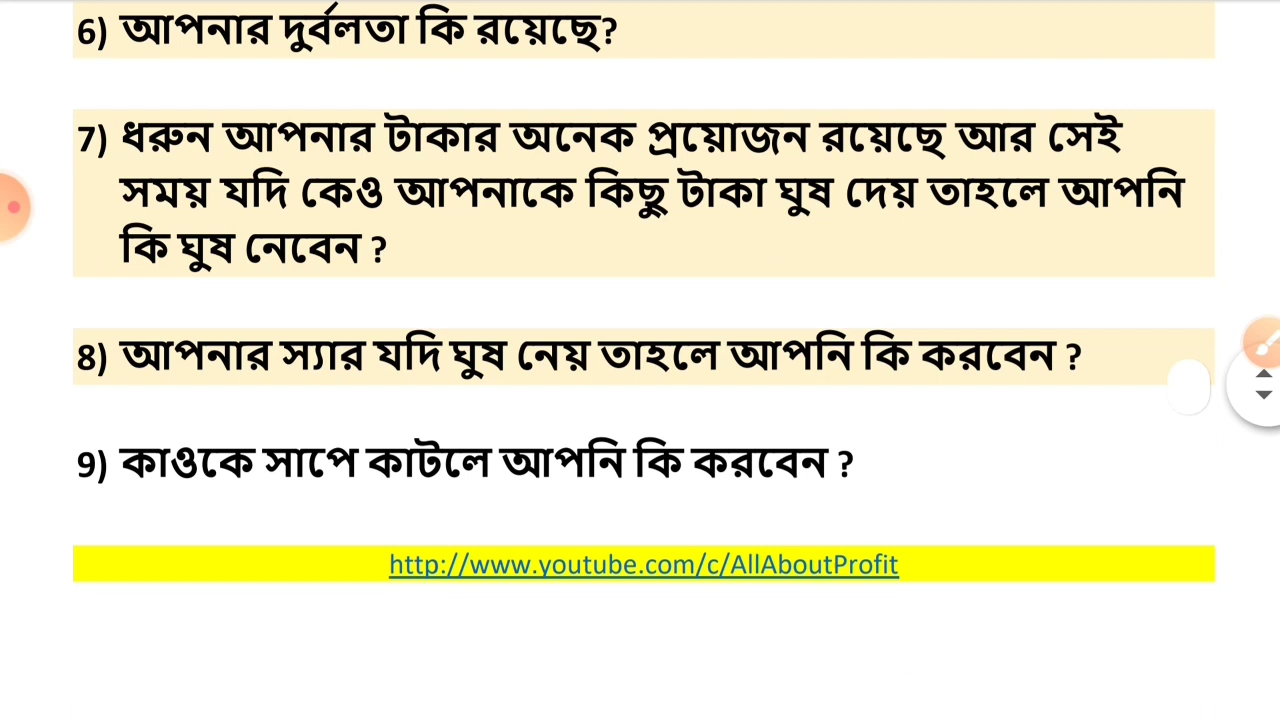 6) আপনার দুর্বলতা কি রয়েছে?
7) ধরুন আপনার টাকার অনেক প্রয়োজন রয়েছে আর সেই
সময় যদি কেও আপনাকে কিছু টাকা ঘুষ দেয় তাহলে আপনি
কি ঘুষ নেবেন ?
8) আপনার স্যার যদি ঘুষ নেয় তাহলে আপনি কি করবেন ?
9) কাওকে সাপে কাটলে আপনি কি করবেন ?
http://www.youtube.com/c/AllAboutProfit